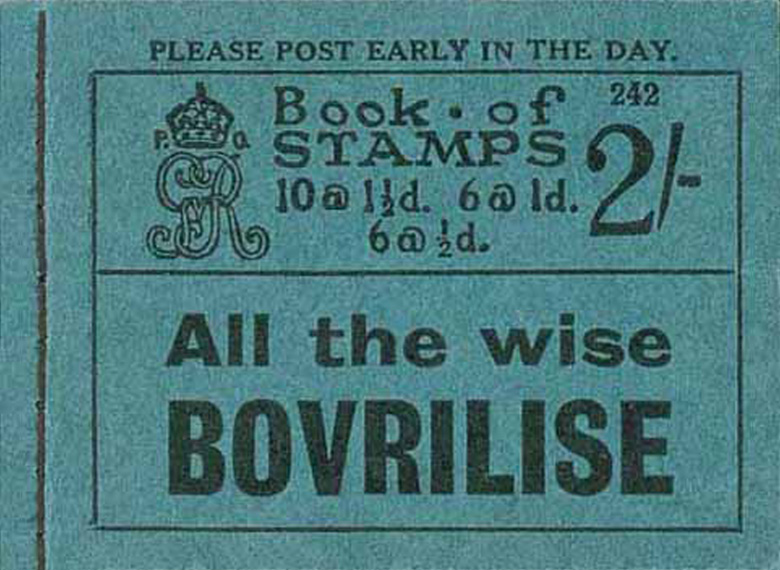 PLEASE POST EARLY IN THE DAY.
242
Book · of
STAMPS
2/-
P. O.
GR
10 @ 1½d. 6 @ 1d.
6 @ ½d.
All the wise
BOVRILISE